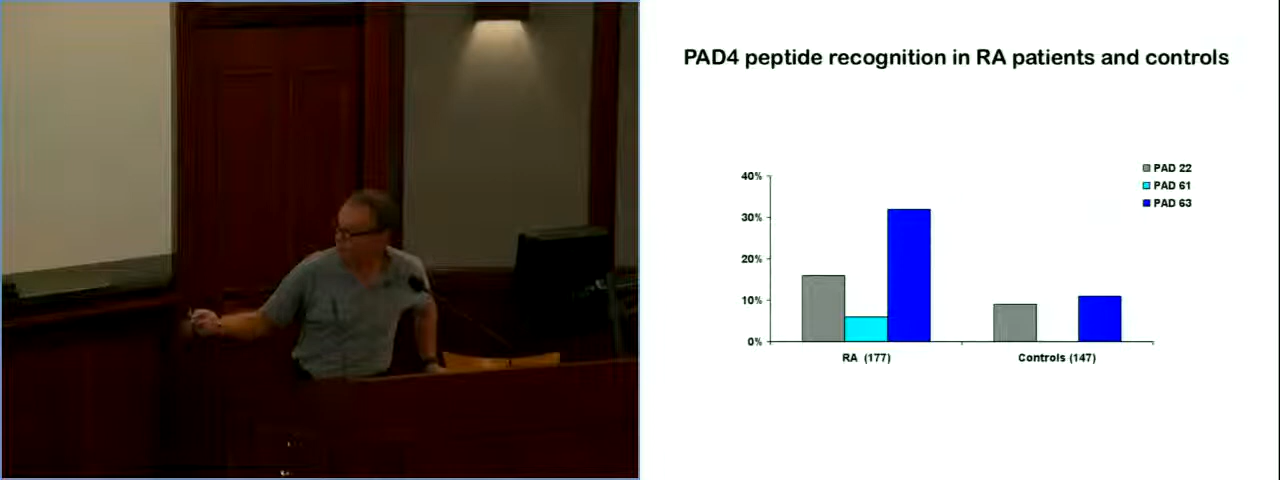 PAD4 peptide recognition in RA patients and controls
PAD 22
PAD 61
PAD 63
40%
30%
20%
10%
0%
RA (177)
Controls (147)